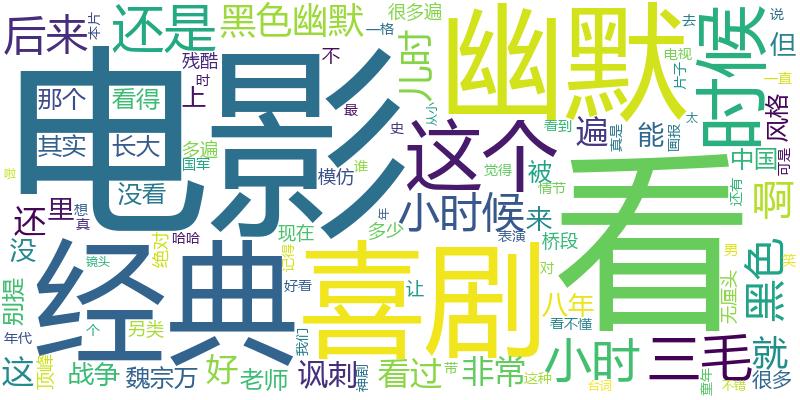 后来
还是
黑色幽默
很多遍
去
说
本片
一格
幽默
时候
但
残酷
时
不
儿时
电视
片子
一直
电影
那个
看得
上
最
从小
看到
遍
真是
能
画报
太
风格
其实
长大
史
这个
被
中国
可是
多遍
国军
模仿
谁
觉得
看
还有
啊
啦
没看
情节
还
里
想
真
年
小时候
来
没
绝对
哈哈
现在
多少
表演
桥段
男
黑色
笑
镜头
记得
对
经典
喜剧
别提
好看
让
八年
无厘头
年代
个
另类
我们
看不懂
小时
三毛
就
这
顶峰
战争
魏宗万
好
老师
讽刺
神剧
看过
带
非常
这种
台词
童年
不错
很多